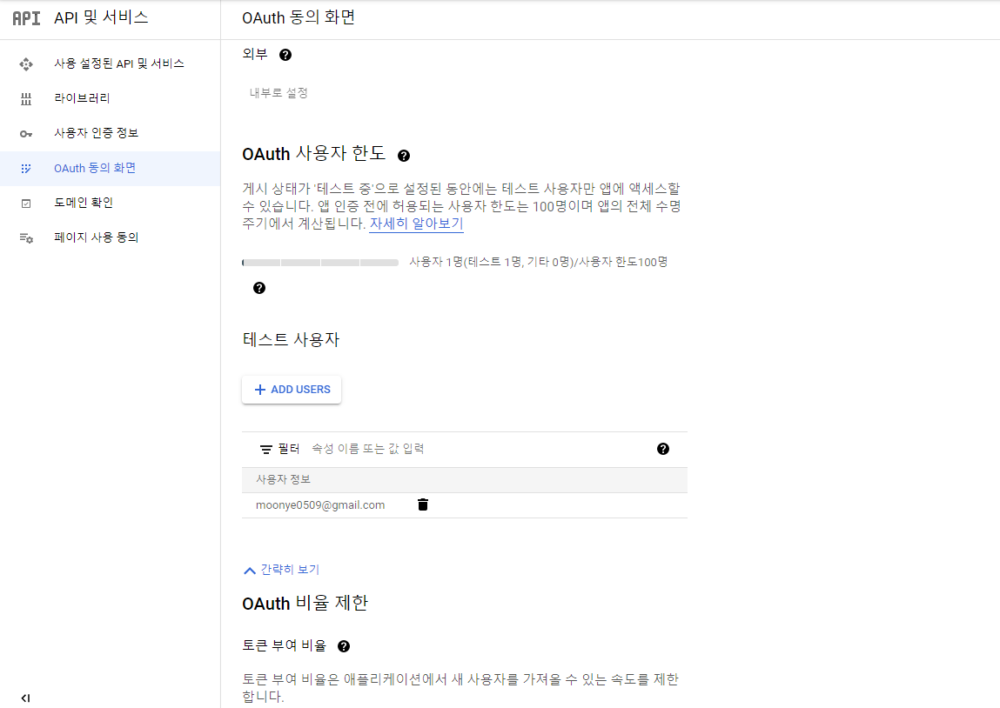 API API 및 서비스
사용 설정된 API 및 서비스
라이브러리
사용자 인증 정보
OAuth 동의 화면
도메인 확인
페이지 사용 동의
OAuth 동의 화면
외부
내부로 설정
OAuth 사용자 한도
게시 상태가 '테스트 중'으로 설정된 동안에는 테스트 사용자만 앱에 액세스할
수 있습니다. 앱 인증 전에 허용되는 사용자 한도는 100명이며 앱의 전체 수명
주기에서 계산됩니다. 자세히 알아보기
사용자 1명(테스트 1명, 기타 0명)/사용자 한도100명
테스트 사용자
ADD USERS
필터 속성 이름 또는 값 입력
사용자 정보
moonye0509@gmail.com
간략히 보기
OAuth 비율 제한
토큰 부여 비율
토큰 부여 비율은 애플리케이션에서 새 사용자를 가져올 수 있는 속도를 제한
합니다.